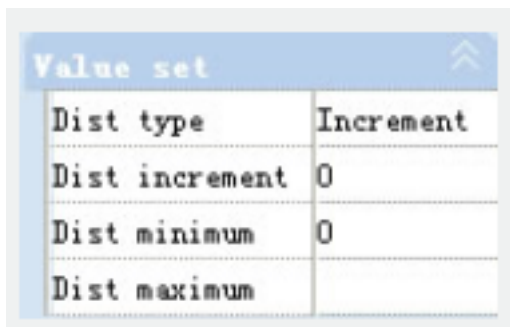 Value set
Dist type Increment
Dist increment 0
Dist minimum 0
Dist maximum